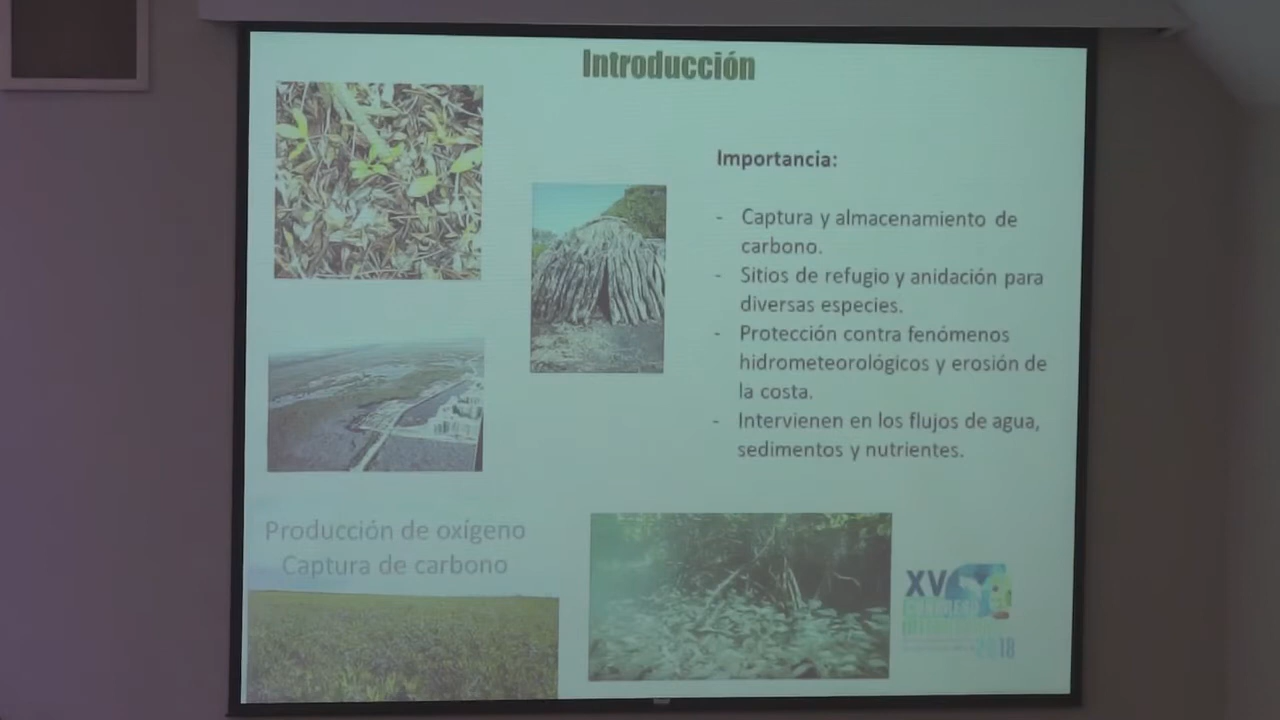 Introducción
Importancia:
- Captura y almacenamiento de
carbono.
- Sitios de refugio y anidación para
diversas especies.
- Protección contra fenómenos
hidrometeorológicos y erosión de
la costa.
- Intervienen en los flujos de agua,
sedimentos y nutrientes.
Producción de oxígeno
Captura de carbono
XV
2018